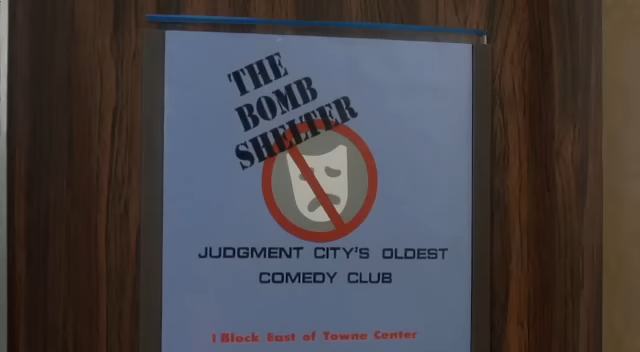 THE
BOMB
SHELTER
JUDGMENT CITY'S OLDEST
COMEDY CLUB
1 Block East of Towne Center